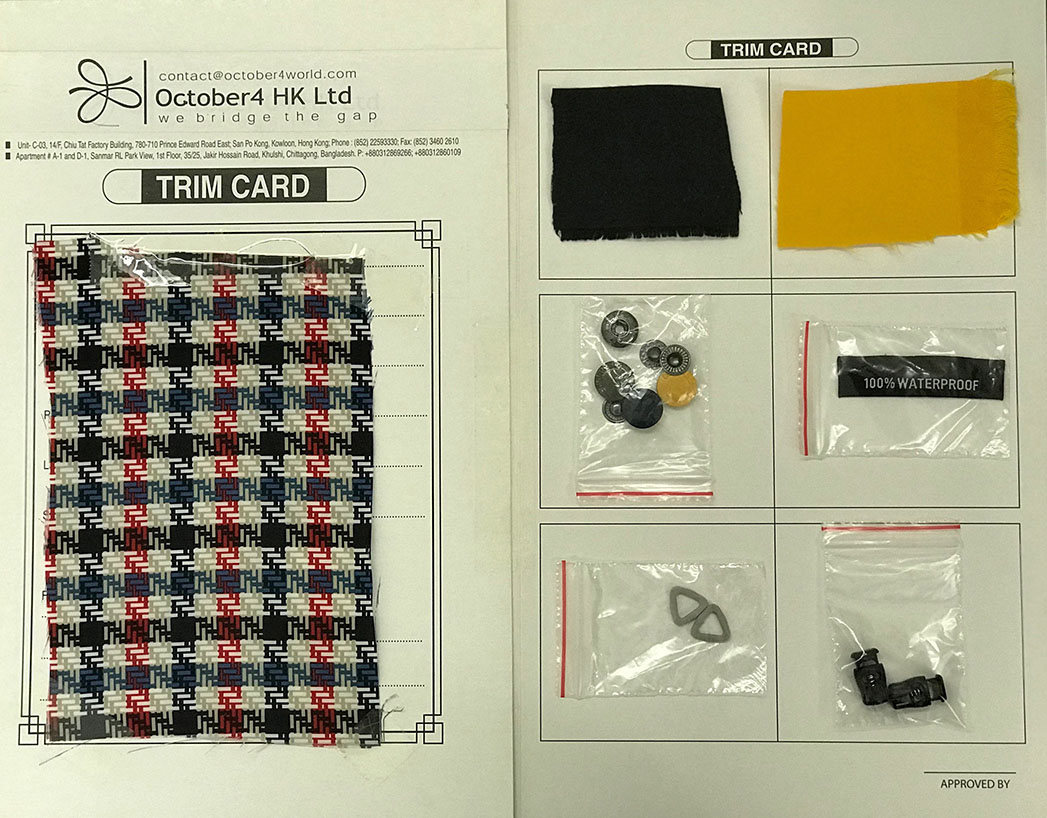 contact@october4world.com
October4 HK Ltd
we bridge the gap
Unit- C-03, 14/F, Chiu Tat Factory Building, 780-710 Prince Edward Road East; San Po Kong, Kowloon, Hong Kong; Phone : (852) 22593330; Fax: (852) 3460 2610
Apartment # A-1 and D-1, Sanmar RL Park View, 1st Floor, 35/25, Jakir Hossain Road, Khulshi, Chittagong, Bangladesh. P: +880312869266; +880312860109
TRIM CARD
TRIM CARD
100% WATERPROOF
APPROVED BY